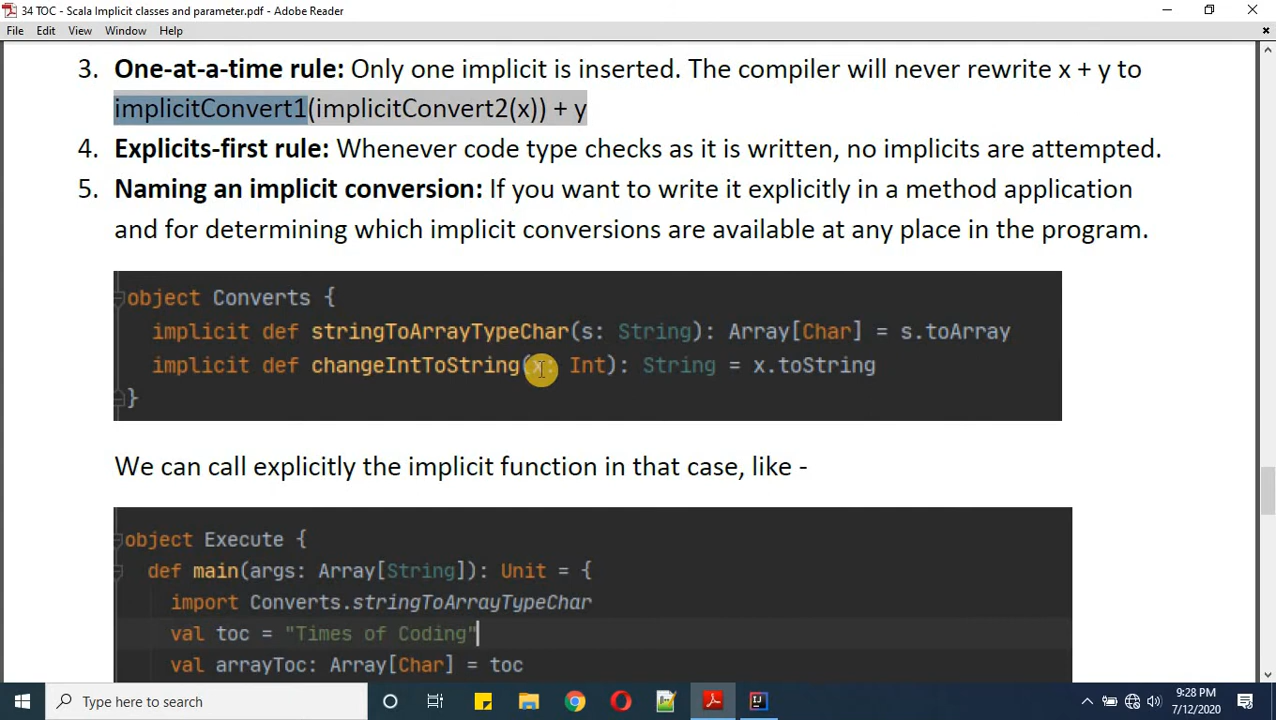 34 TOC - Scala Implicit classes and parameter.pdf - Adobe Reader
File Edit View Window Help
3. One-at-a-time rule: Only one implicit is inserted. The compiler will never rewrite x + y to
implicitConvert1(implicitConvert2(x)) + y
4. Explicits-first rule: Whenever code type checks as it is written, no implicits are attempted.
5. Naming an implicit conversion: If you want to write it explicitly in a method application
and for determining which implicit conversions are available at any place in the program.
object Converts {
implicit def stringToArrayTypeChar(s: String): Array[Char] = s.toArray
implicit def changeIntToString(x: Int): String = x.toString
}
We can call explicitly the implicit function in that case, like -
object Execute {
def main(args: Array[String]): Unit = {
import Converts.stringToArrayTypeChar
val toc = "Times of Coding"
val arrayToc: Array[Char] = toc
Type here to search
9:28 PM
7/12/2020